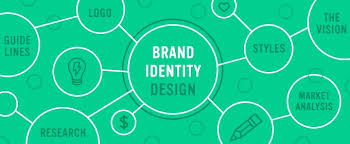 LOGO
GUIDE
LINES
BRAND
IDENTITY
DESIGN
STYLES
THE
VISION
MARKET
ANALYSIS
RESEARCH
$